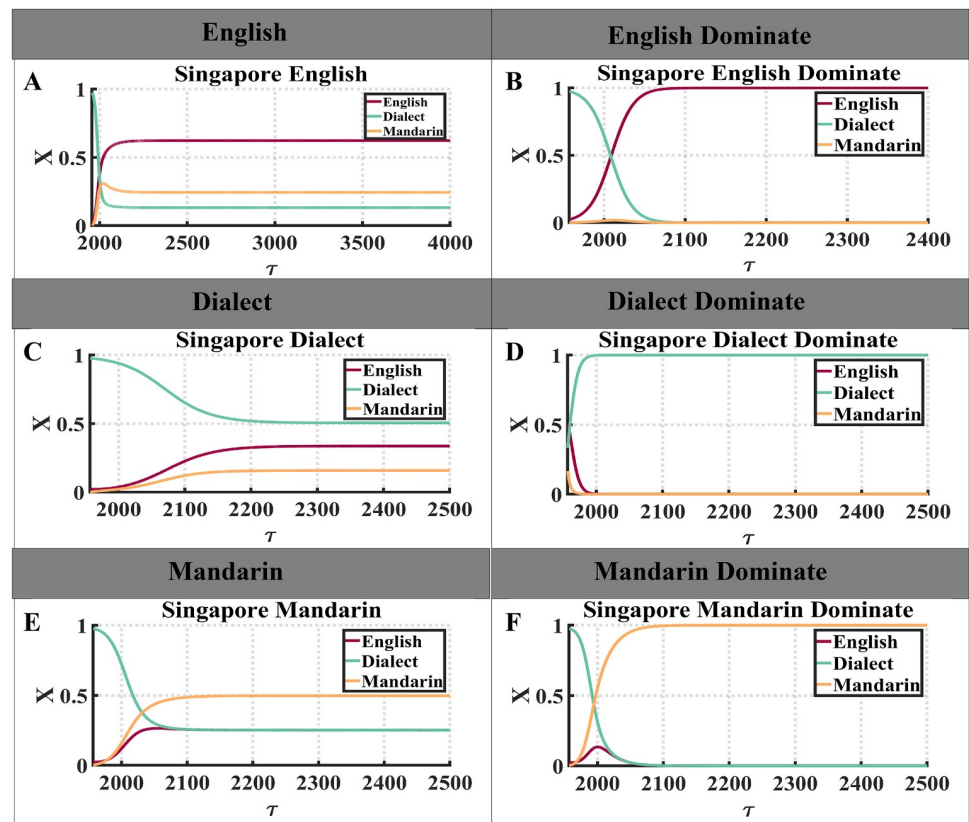 English
English Dominate
A
Singapore English
1
0.5
0
X
2000 2500 3000 3500 4000
τ
English
Dialect
Mandarin
B
Singapore English Dominate
1
0.5
0
X
2000 2100 2200 2300 2400
τ
English
Dialect
Mandarin
Dialect
Dialect Dominate
C
Singapore Dialect
1
0.5
0
X
2000 2100 2200 2300 2400 2500
τ
English
Dialect
Mandarin
D
Singapore Dialect Dominate
1
0.5
0
X
2000 2100 2200 2300 2400 2500
τ
English
Dialect
Mandarin
Mandarin
Mandarin Dominate
E
Singapore Mandarin
1
0.5
0
X
2000 2100 2200 2300 2400 2500
τ
English
Dialect
Mandarin
F
Singapore Mandarin Dominate
1
0.5
0
X
2000 2100 2200 2300 2400 2500
τ
English
Dialect
Mandarin